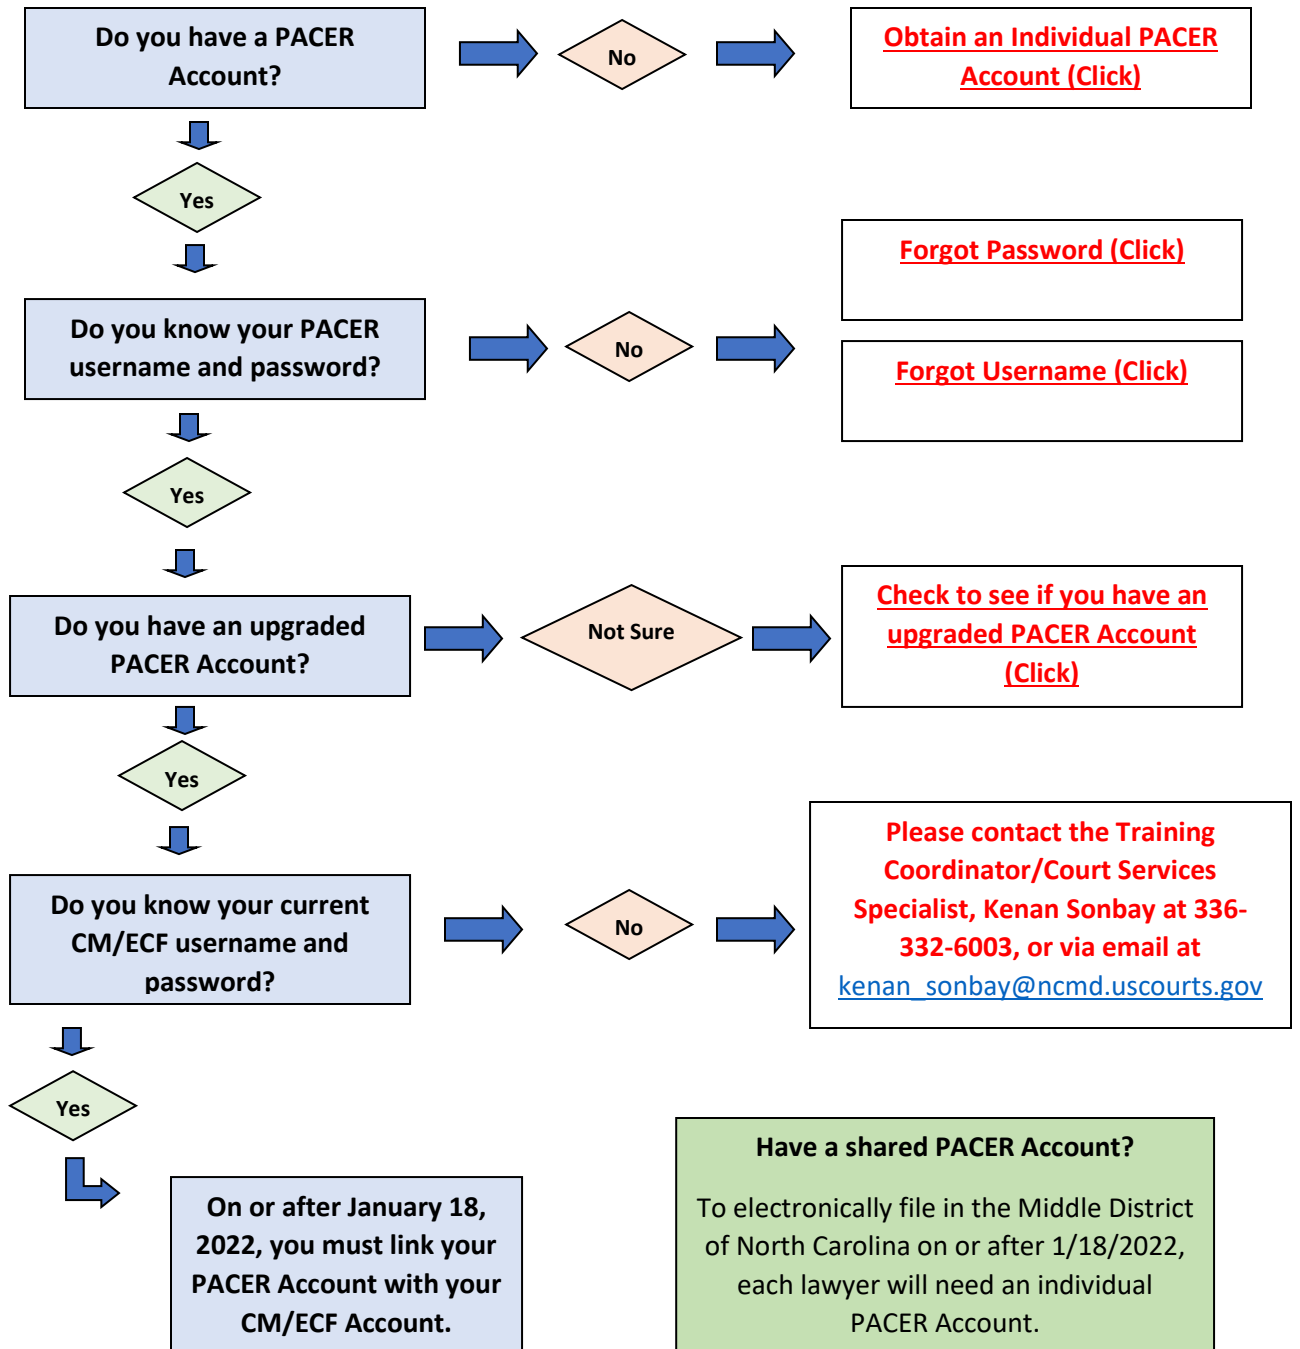 Do you have a PACER
Account?
No
Obtain an Individual PACER
Account (Click)
Yes
Do you know your PACER
username and password?
No
Forgot Password (Click)
Forgot Username (Click)
Yes
Do you have an upgraded
PACER Account?
Not Sure
Check to see if you have an
upgraded PACER Account
(Click)
Yes
Do you know your current
CM/ECF username and
password?
No
Please contact the Training
Coordinator/Court Services
Specialist, Kenan Sonbay at 336-
332-6003, or via email at
kenan_sonbay@ncmd.uscourts.gov
Yes
On or after January 18,
2022, you must link your
PACER Account with your
CM/ECF Account.
Have a shared PACER Account?
To electronically file in the Middle District
of North Carolina on or after 1/18/2022,
each lawyer will need an individual
PACER Account.